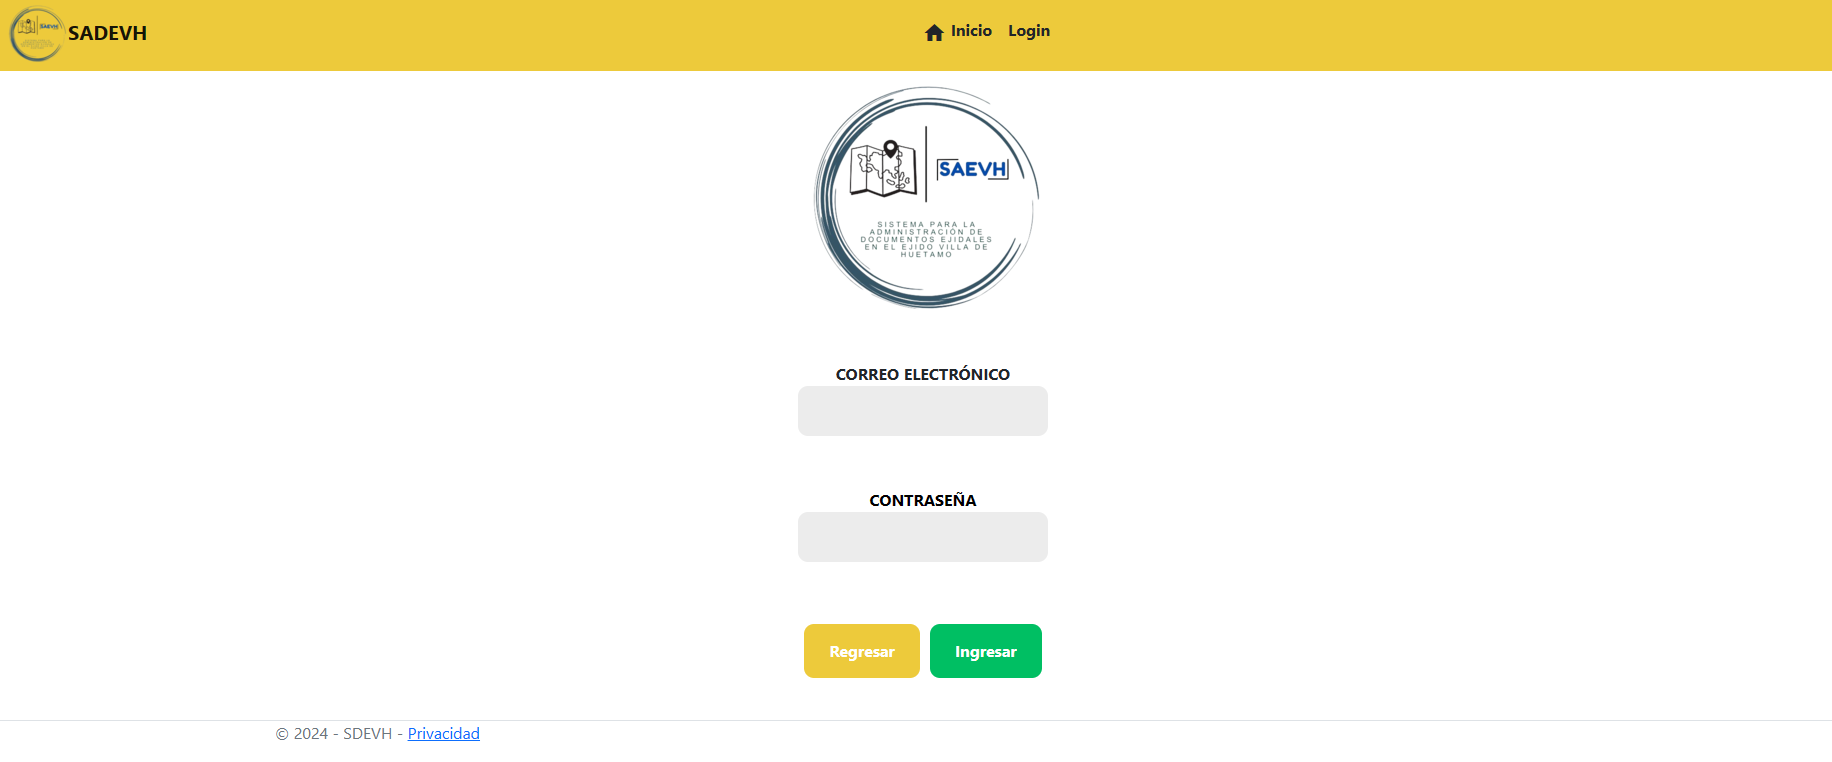 SADEVH
Inicio Login
SAEVH
SISTEMA PARA LA
ADMINISTRACIÓN DE
DOCUMENTOS EJIDALES
EN EL EJIDO VILLA DE
HUETAMO
CORREO ELECTRÓNICO
CONTRASEÑA
Regresar Ingresar
© 2024 - SDEVH - Privacidad